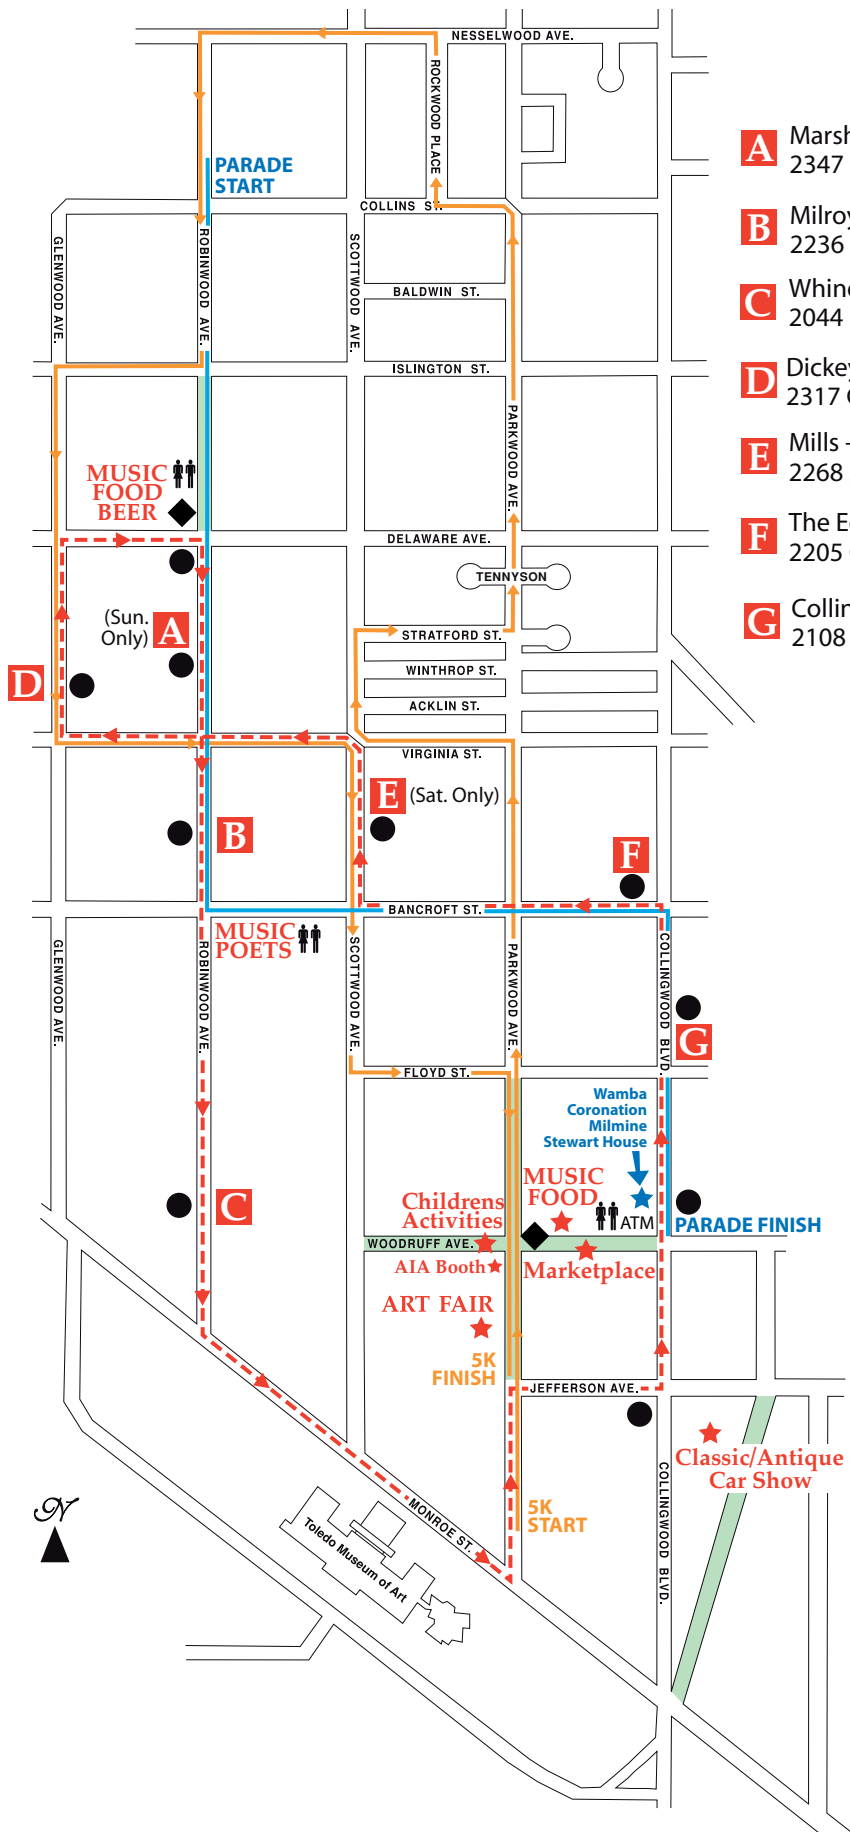 NESSELWOOD AVE.
ROCKWOOD PLACE
PARADE
START
COLLINS ST.
GLENWOOD AVE.
ROBINWOOD AVE.
SCOTTWOOD AVE.
BALDWIN ST.
ISLINGTON ST.
PARKWOOD AVE.
MUSIC
FOOD
BEER
DELAWARE AVE.
TENNYSON
(Sun.
Only)
A
STRATFORD ST.
WINTHROP ST.
D
ACKLIN ST.
VIRGINIA ST.
E (Sat. Only)
B
F
BANCROFT ST.
MUSIC
POETS
GLENWOOD AVE.
ROBINWOOD AVE.
SCOTTWOOD AVE.
PARKWOOD AVE.
COLLINGWOOD BLVD.
G
FLOYD ST.
Wamba
Coronation
Milmine
Stewart House
MUSIC
FOOD
C
Childrens
Activities
ATM
PARADE FINISH
WOODRUFF AVE.
AIA Booth
Marketplace
ART FAIR
5K
FINISH
JEFFERSON AVE.
Classic/Antique
Car Show
COLLINGWOOD BLVD.
MONROE ST.
5K
START
Toledo Museum of Art
N
A
2347
B
2236
C
2044
D
2317
E Mills -
2268
F The
2205
G
2108